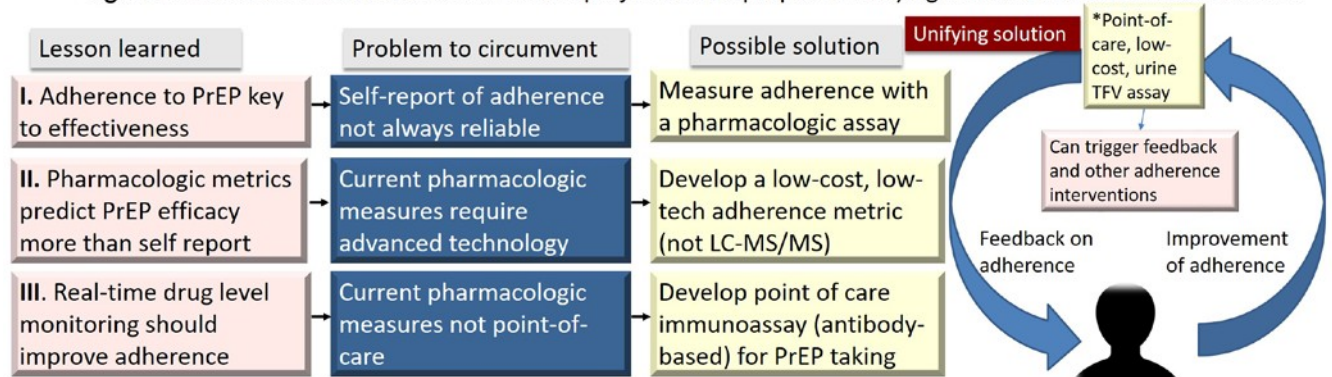 Lesson learned
Problem to circumvent
Possible solution
Unifying solution
*Point-of-
care, low-
cost, urine
TFV assay
I. Adherence to PrEP key
to effectiveness
Self-report of adherence
not always reliable
Measure adherence with
a pharmacologic assay
Can trigger feedback
and other adherence
interventions
II. Pharmacologic metrics
predict PrEP efficacy
more than self report
Current pharmacologic
measures require
advanced technology
Develop a low-cost, low-
tech adherence metric
(not LC-MS/MS)
Feedback on
adherence
Improvement
of adherence
III. Real-time drug level
monitoring should
improve adherence
Current pharmacologic
measures not point-of-
care
Develop point of care
immunoassay (antibody-
based) for PrEP taking